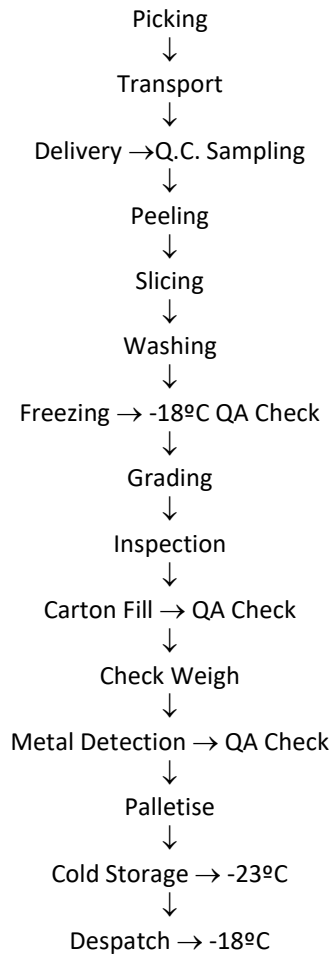 Picking
↓
Transport
↓
Delivery →Q.C. Sampling
↓
Peeling
↓
Slicing
↓
Washing
↓
Freezing → -18ºC QA Check
↓
Grading
↓
Inspection
↓
Carton Fill → QA Check
↓
Check Weigh
↓
Metal Detection → QA Check
↓
Palletise
↓
Cold Storage → -23ºC
↓
Despatch → -18ºC